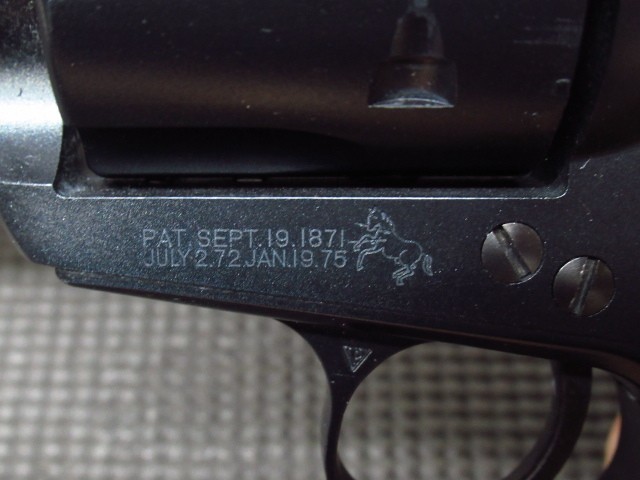 PAT. SEPT. 19. 1871-
JULY-2.72.JAN.19.75